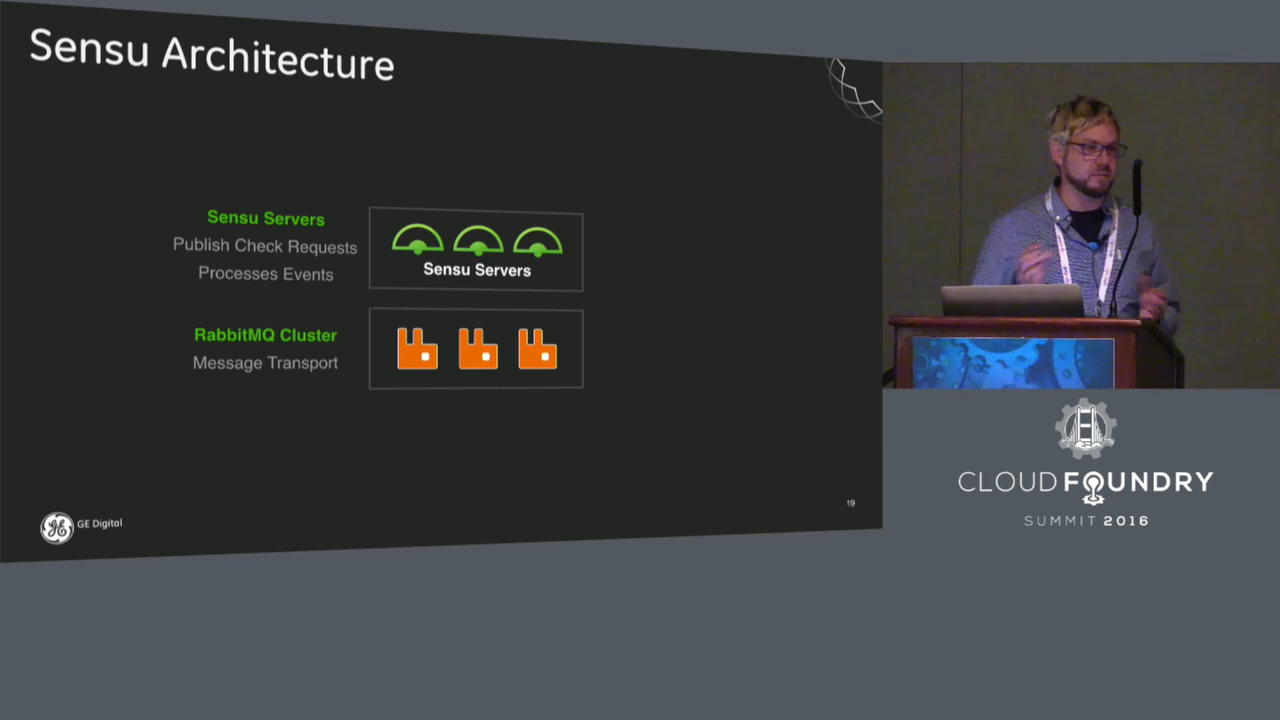 Sensu Architecture
Sensu Servers
Publish Check Requests
Processes Events
Sensu Servers
RabbitMQ Cluster
Message Transport
GE Digital
19
CLOUD FOUNDRY
SUMMIT 2016